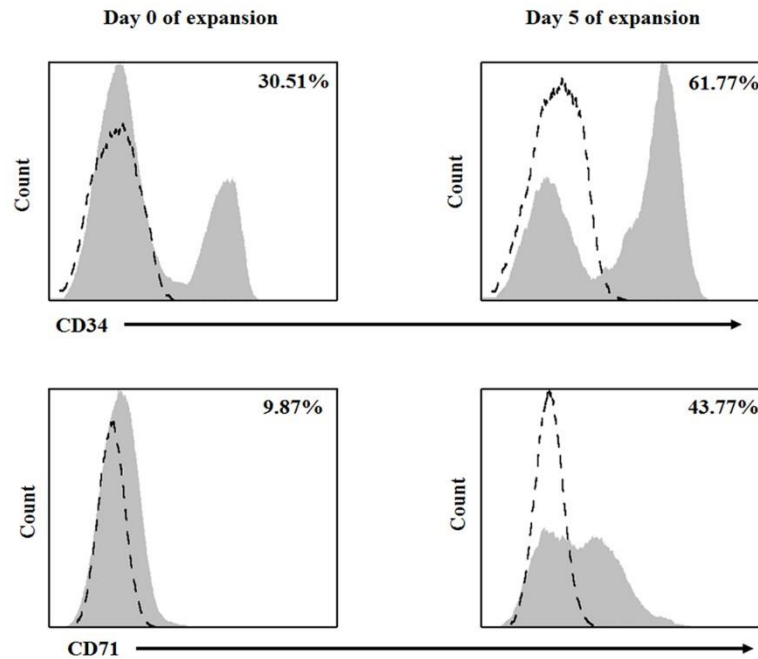 Day 0 of expansion
Day 5 of expansion
Count
30.51%
Count
61.77%
CD34
Count
9.87%
Count
43.77%
CD71